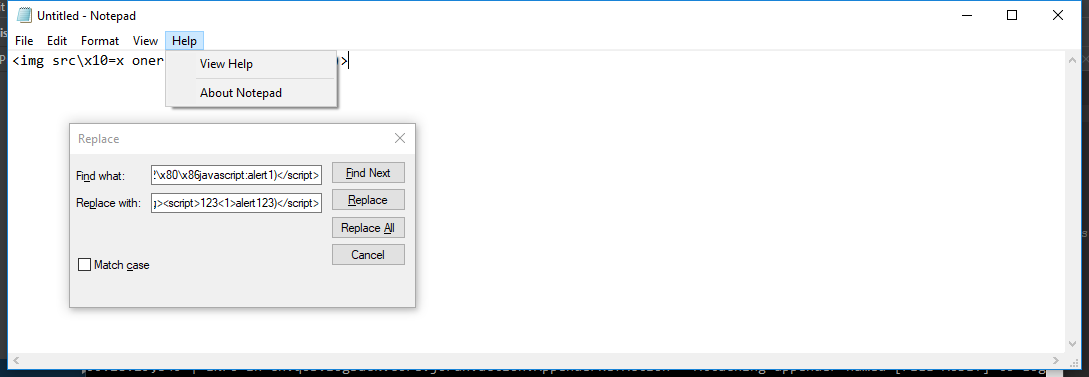 Untitled - Notepad
File Edit Format View Help
<img src\x10=x oner )>
View Help
About Notepad
Replace
Find what: !\x80\x86javascript:alert1)</script> Find Next
Replace with: ;><script>123<1>alert123)</script> Replace
Replace All
Cancel
Match case